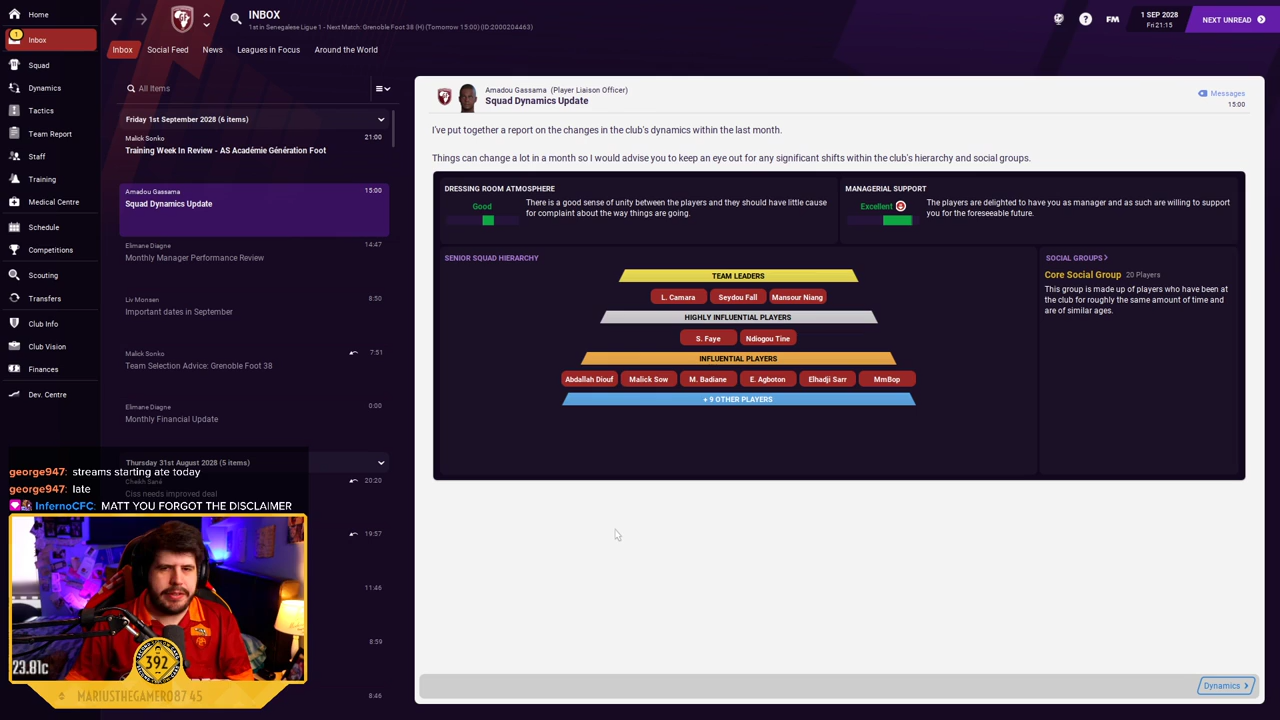 Home
INBOX
1st in Senegalese Ligue 1 - Next Match: Grenoble Foot 38 (H) (Tomorrow 15:00) (ID:2000204463)
FM
1 SEP 2028
Fri 21:15
NEXT UNREAD
1
Inbox
Squad
Dynamics
Tactics
Team Report
Staff
Training
Medical Centre
Schedule
Competitions
Scouting
Transfers
Club Info
Club Vision
Finances
Dev. Centre
Inbox
Social Feed
News
Leagues in Focus
Around the World
All Items
Friday 1st September 2028 (6 items)
Malick Sonko
21:00
Training Week In Review - AS Académie Génération Foot
Amadou Gassama
15:00
Squad Dynamics Update
Elimane Diagne
14:47
Monthly Manager Performance Review
Liv Monsen
8:50
Important dates in September
Malick Sonko
7:51
Team Selection Advice: Grenoble Foot 38
Elimane Diagne
0:00
Monthly Financial Update
Thursday 31st August 2028 (5 items)
Cheikh Sané
20:20
Ciss needs improved deal
19:57
11:46
8:59
8:46
Amadou Gassama (Player Liaison Officer)
Squad Dynamics Update
Messages
15:00
I've put together a report on the changes in the club's dynamics within the last month.
Things can change a lot in a month so I would advise you to keep an eye out for any significant shifts within the club's hierarchy and social groups.
DRESSING ROOM ATMOSPHERE
Good
There is a good sense of unity between the players and they should have little cause
for complaint about the way things are going.
MANAGERIAL SUPPORT
Excellent
The players are delighted to have you as manager and as such are willing to support
you for the foreseeable future.
SENIOR SQUAD HIERARCHY
TEAM LEADERS
L. Camara
Seydou Fall
Mansour Niang
HIGHLY INFLUENTIAL PLAYERS
S. Faye
Ndiogou Tine
INFLUENTIAL PLAYERS
Abdallah Diouf
Malick Sow
M. Badiane
E. Agboton
Elhadji Sarr
MmBop
+ 9 OTHER PLAYERS
SOCIAL GROUPS
Core Social Group 20 Players
This group is made up of players who have been at
the club for roughly the same amount of time and
are of similar ages.
Dynamics
george947: streams starting ate today
george947: late
InfernoCFC: MATT YOU FORGOT THE DISCLAIMER
392
23.81c
MARIUSTHEGAMER087 45